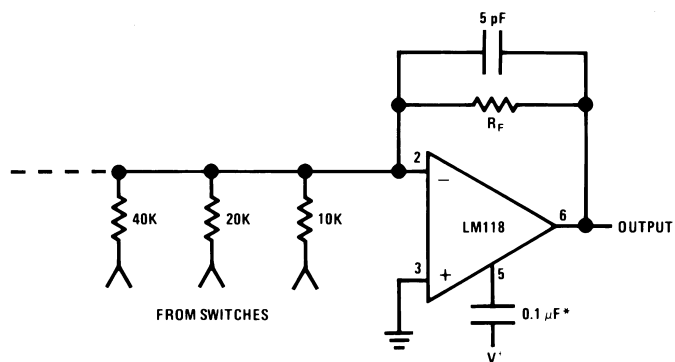 5 pF
R_F
2
−
40K
20K
10K
LM118
6
OUTPUT
3
+
5
FROM SWITCHES
0.1 μF*
V+